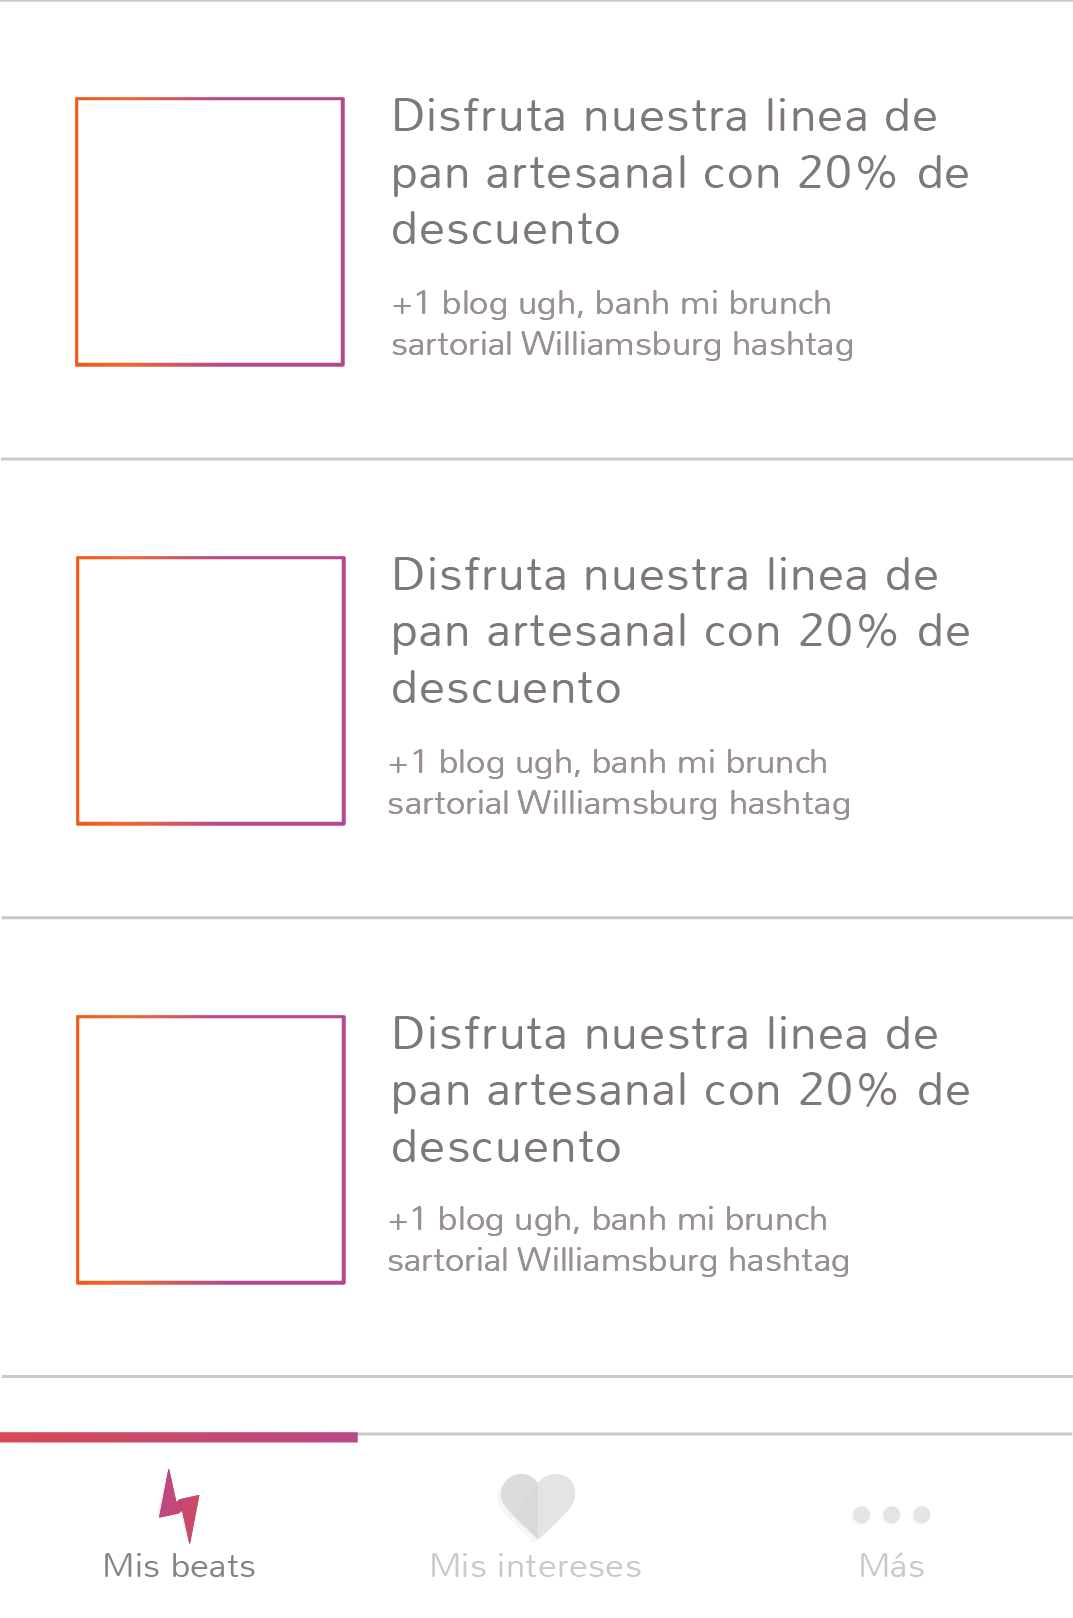 Disfruta nuestra linea de
pan artesanal con 20% de
descuento
+1 blog ugh, banh mi brunch
sartorial Williamsburg hashtag
Disfruta nuestra linea de
pan artesanal con 20% de
descuento
+1 blog ugh, banh mi brunch
sartorial Williamsburg hashtag
Disfruta nuestra linea de
pan artesanal con 20% de
descuento
+1 blog ugh, banh mi brunch
sartorial Williamsburg hashtag
Mis beats
Mis intereses
Más